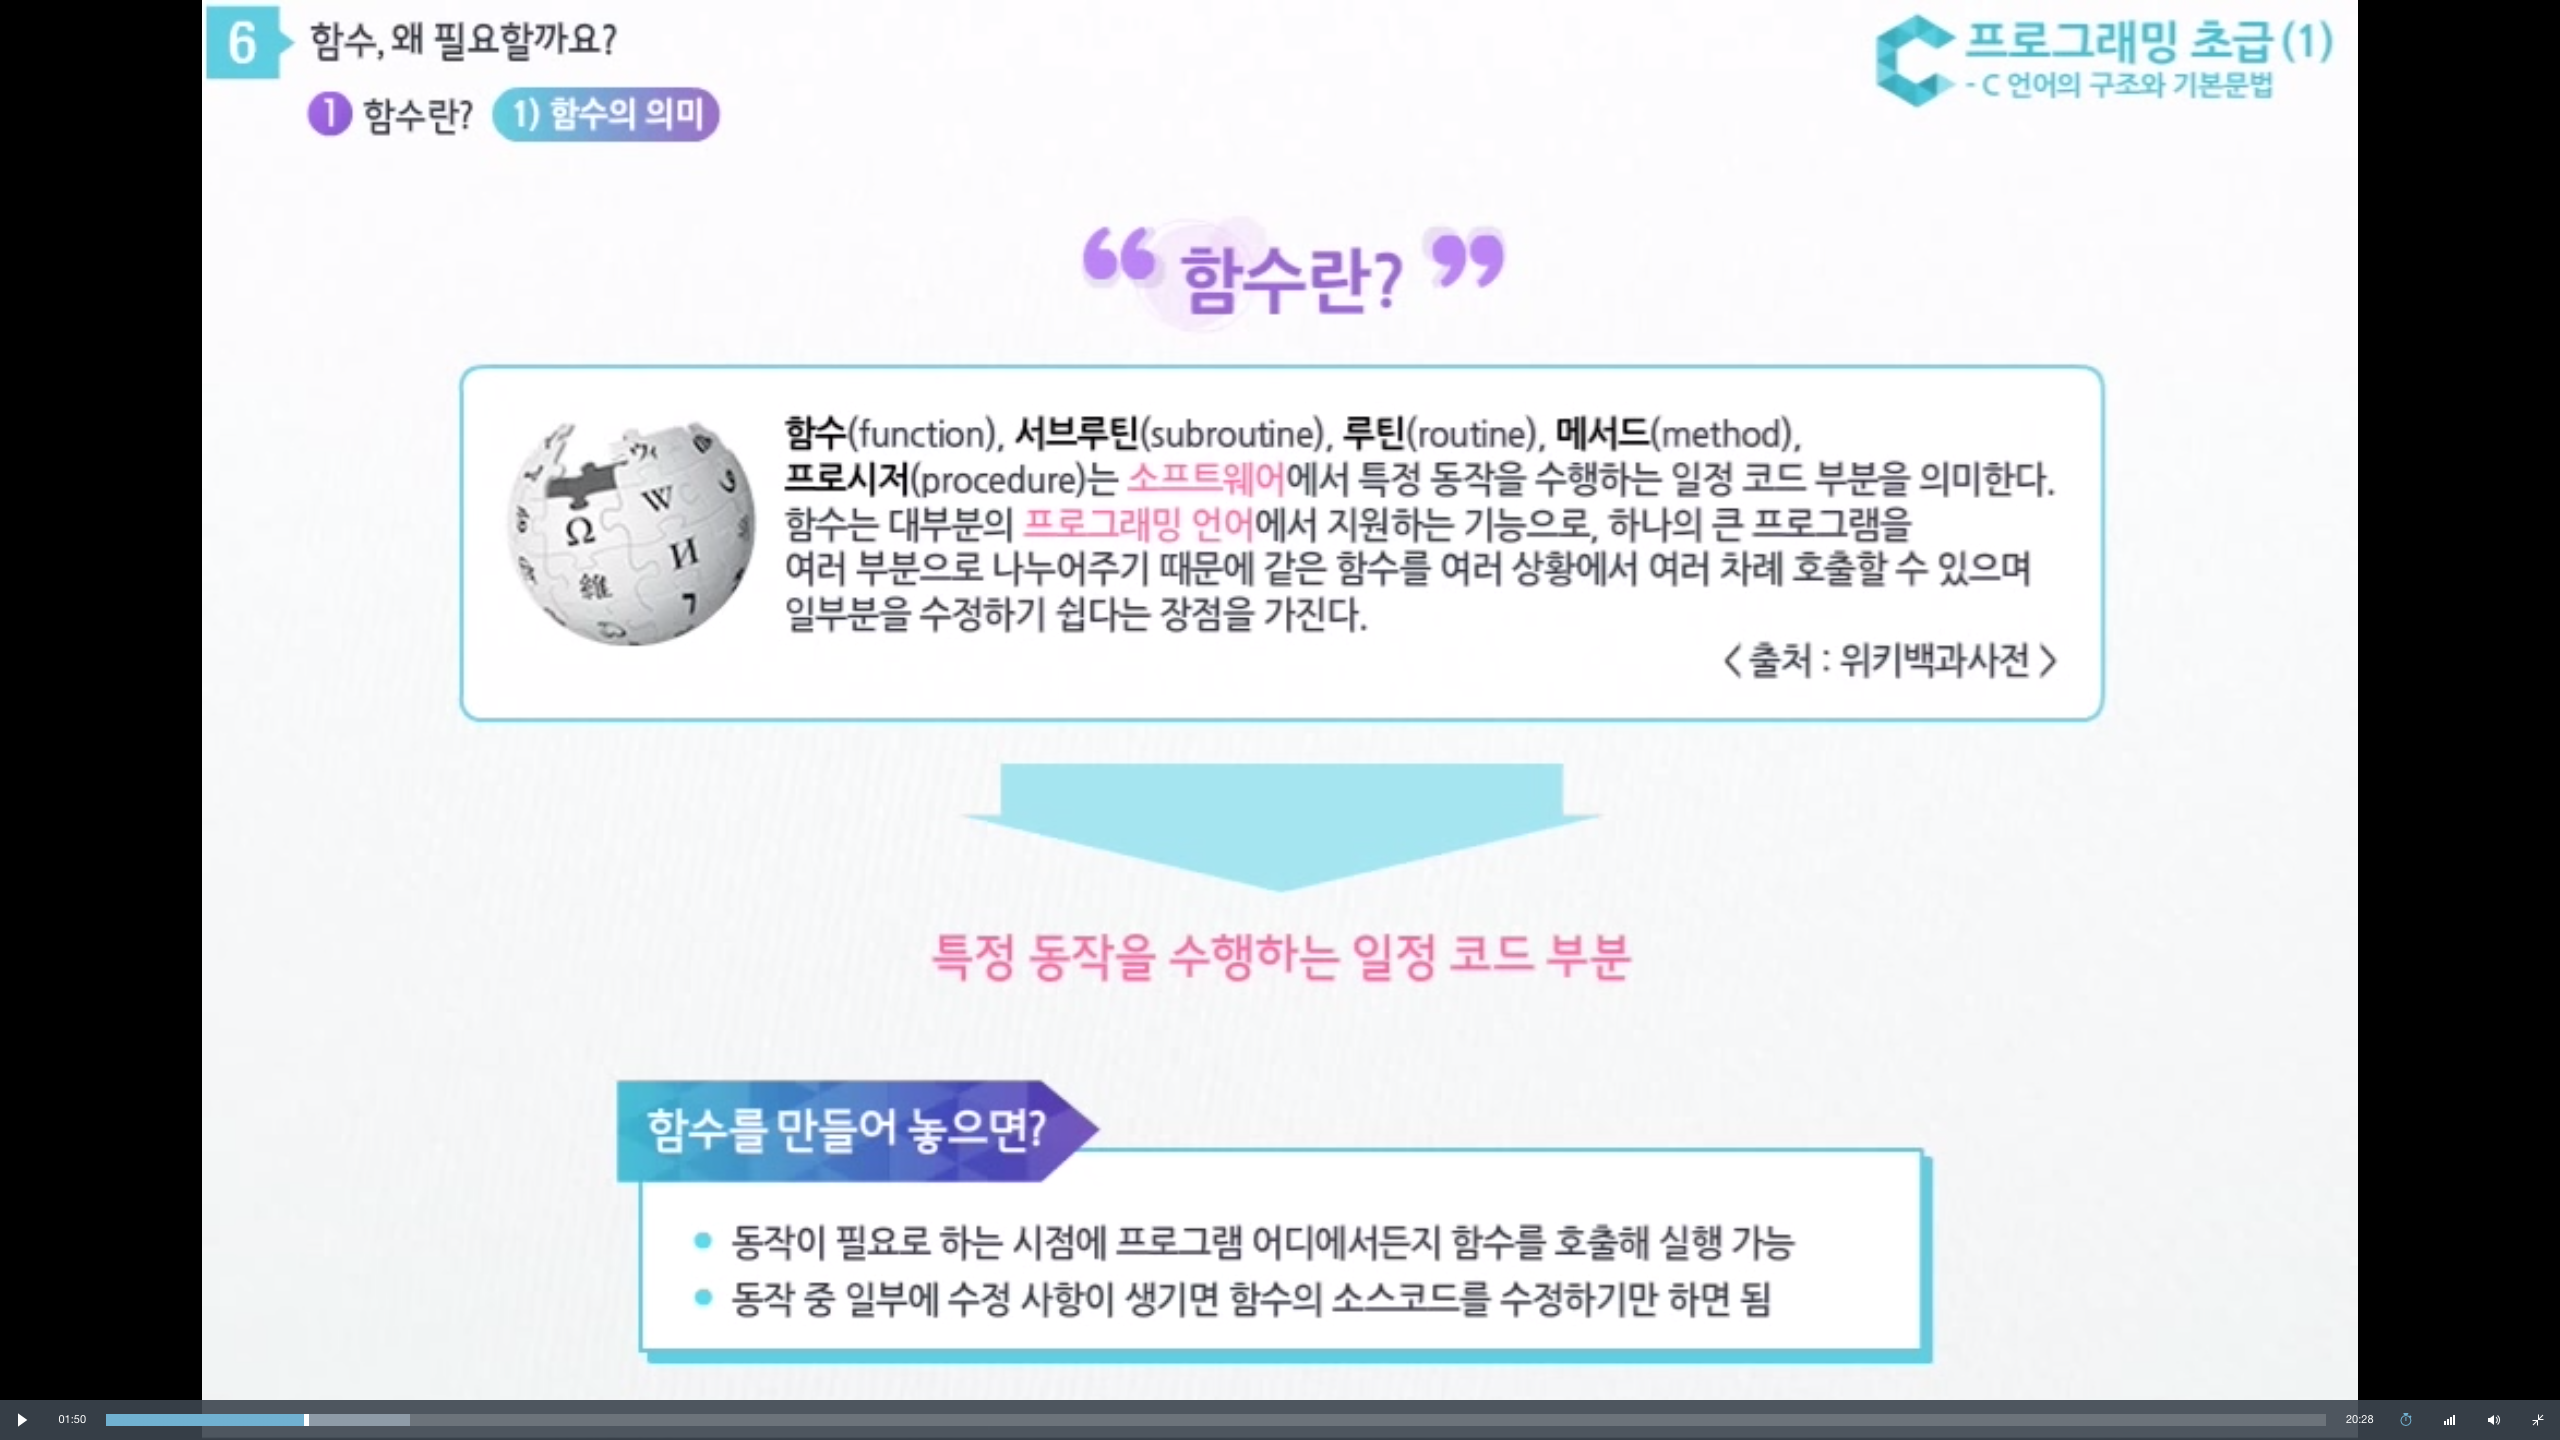 6
함수, 왜 필요할까요?
1 함수란? 1) 함수의 의미
프로그래밍 초급(1)
- C 언어의 구조와 기본문법
“ 함수란? ”
함수(function), 서브루틴(subroutine), 루틴(routine), 메서드(method),
프로시저(procedure)는 소프트웨어에서 특정 동작을 수행하는 일정 코드 부분을 의미한다.
함수는 대부분의 프로그래밍 언어에서 지원하는 기능으로, 하나의 큰 프로그램을
여러 부분으로 나누어주기 때문에 같은 함수를 여러 상황에서 여러 차례 호출할 수 있으며
일부분을 수정하기 쉽다는 장점을 가진다.
< 출처 : 위키백과사전 >
Ω
W
И
維
ウィ
7
특정 동작을 수행하는 일정 코드 부분
함수를 만들어 놓으면?
동작이 필요로 하는 시점에 프로그램 어디에서든지 함수를 호출해 실행 가능
동작 중 일부에 수정 사항이 생기면 함수의 소스코드를 수정하기만 하면 됨
01:50
20:28